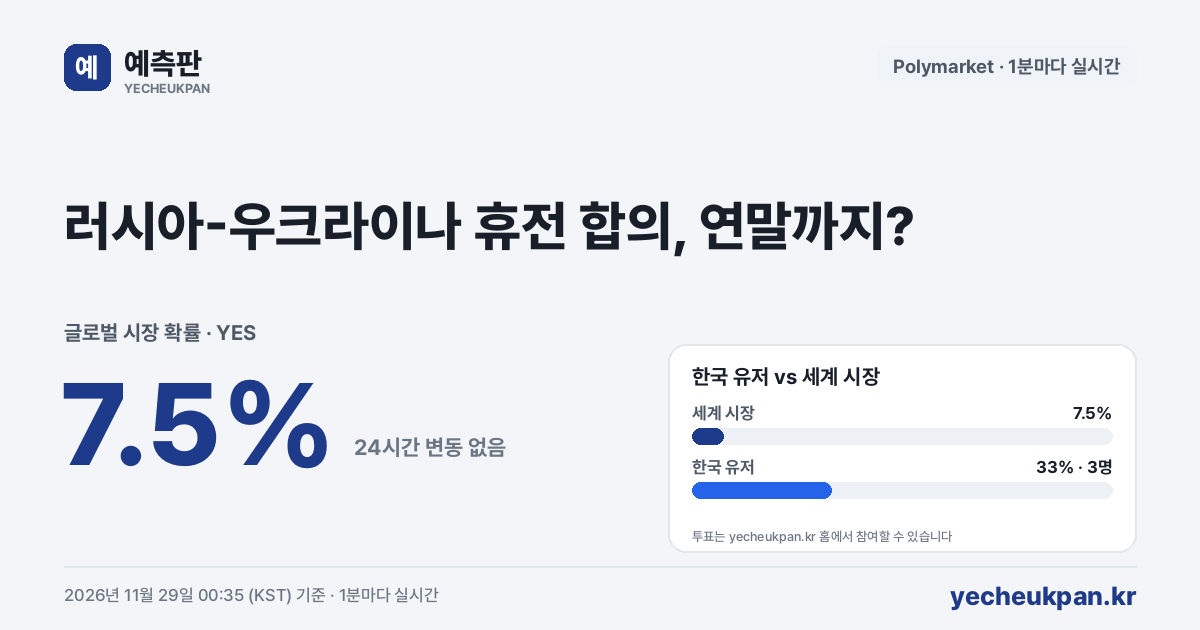 예
예측판
YECHEUKPAN
Polymarket · 1분마다 실시간
러시아-우크라이나 휴전 합의, 연말까지?
글로벌 시장 확률 · YES
7.5%
24시간 변동 없음
한국 유저 vs 세계 시장
세계 시장 7.5%
한국 유저 33% · 3명
투표는 yecheukpan.kr 홈에서 참여할 수 있습니다
2026년 11월 29일 00:35 (KST) 기준 · 1분마다 실시간
yecheukpan.kr